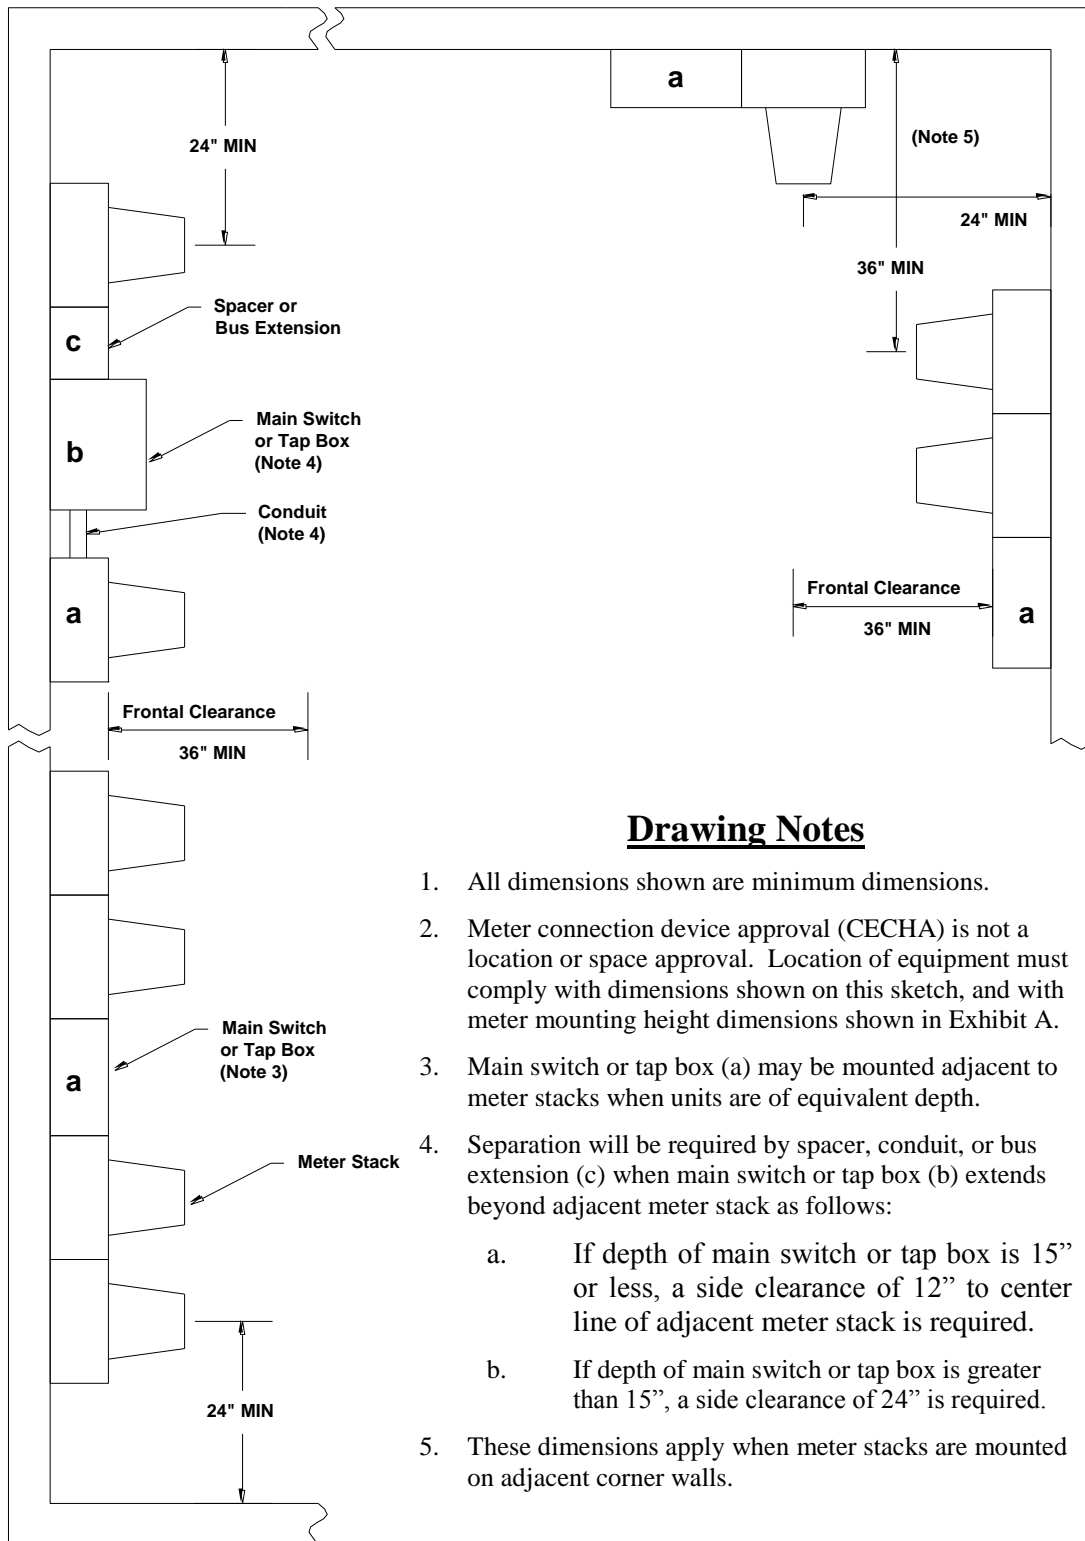 a
24" MIN
(Note 5)
24" MIN
36" MIN
Spacer or
Bus Extension
c
Main Switch
or Tap Box
(Note 4)
b
Conduit
(Note 4)
a
Frontal Clearance
36" MIN
a
Frontal Clearance
36" MIN
Main Switch
or Tap Box
(Note 3)
a
Meter Stack
24" MIN
Drawing Notes
1. All dimensions shown are minimum dimensions.
2. Meter connection device approval (CECHA) is not a
location or space approval. Location of equipment must
comply with dimensions shown on this sketch, and with
meter mounting height dimensions shown in Exhibit A.
3. Main switch or tap box (a) may be mounted adjacent to
meter stacks when units are of equivalent depth.
4. Separation will be required by spacer, conduit, or bus
extension (c) when main switch or tap box (b) extends
beyond adjacent meter stack as follows:
a. If depth of main switch or tap box is 15”
or less, a side clearance of 12” to center
line of adjacent meter stack is required.
b. If depth of main switch or tap box is greater
than 15”, a side clearance of 24” is required.
5. These dimensions apply when meter stacks are mounted
on adjacent corner walls.